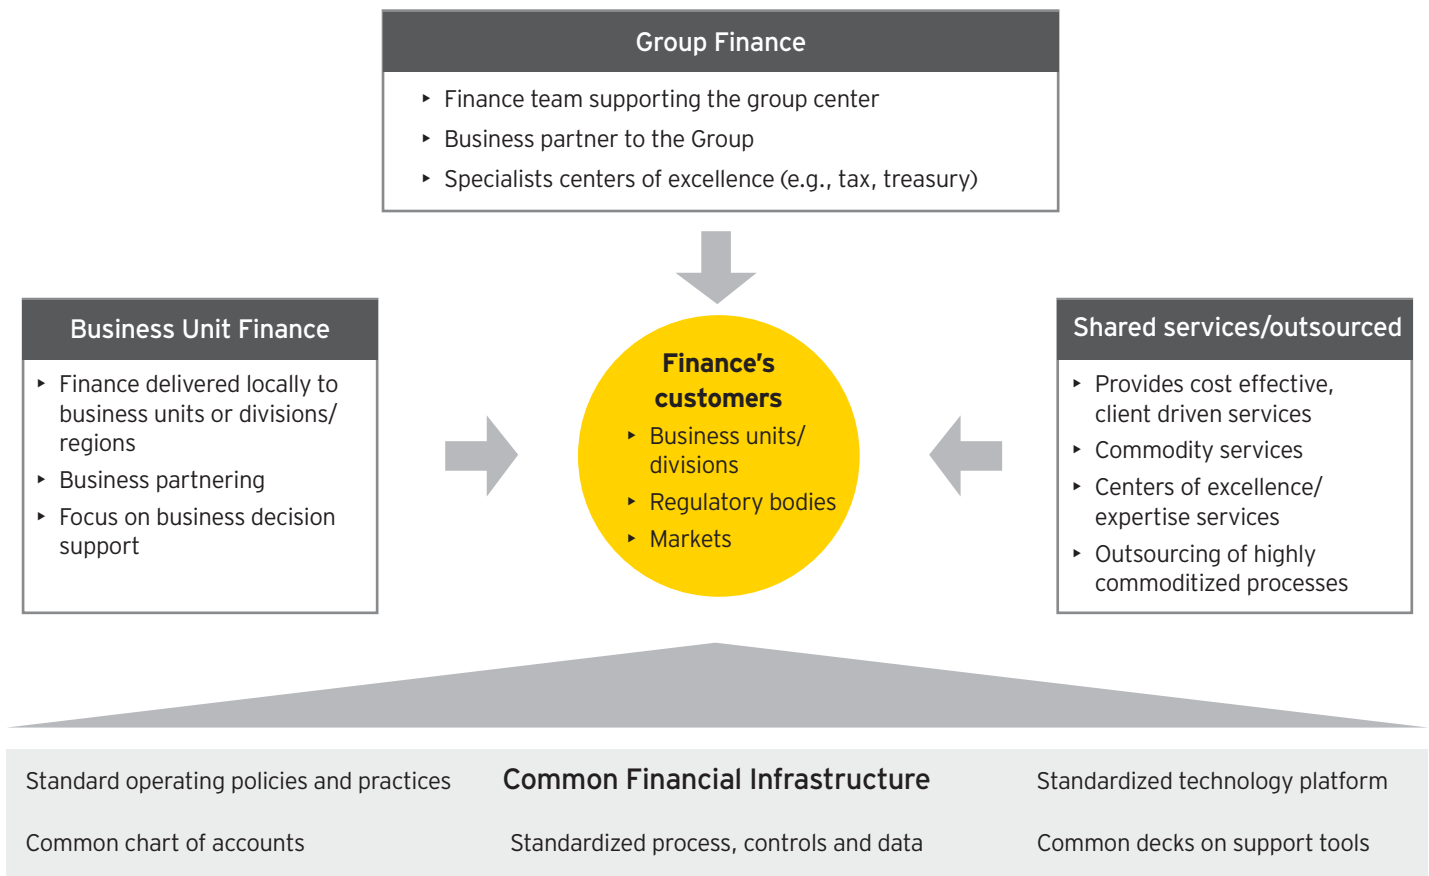 Group Finance
‣ Finance team supporting the group center
‣ Business partner to the Group
‣ Specialists centers of excellence (e.g., tax, treasury)
Business Unit Finance
‣ Finance delivered locally to
business units or divisions/
regions
‣ Business partnering
‣ Focus on business decision
support
Finance's
customers
‣ Business units/
divisions
‣ Regulatory bodies
‣ Markets
Shared services/outsourced
‣ Provides cost effective,
client driven services
‣ Commodity services
‣ Centers of excellence/
expertise services
‣ Outsourcing of highly
commoditized processes
Standard operating policies and practices
Common Financial Infrastructure
Standardized technology platform
Common chart of accounts
Standardized process, controls and data
Common decks on support tools